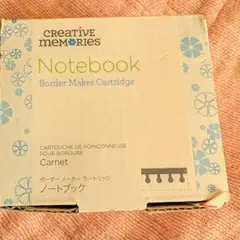 CREATIVE
MEMORIES
Notebook
Border Maker Cartridge
CARTOUCHE DE POINÇONNEUSE
POUR BORDURE
Carnet
ボーダー メーカー カートリッジ
ノートブック